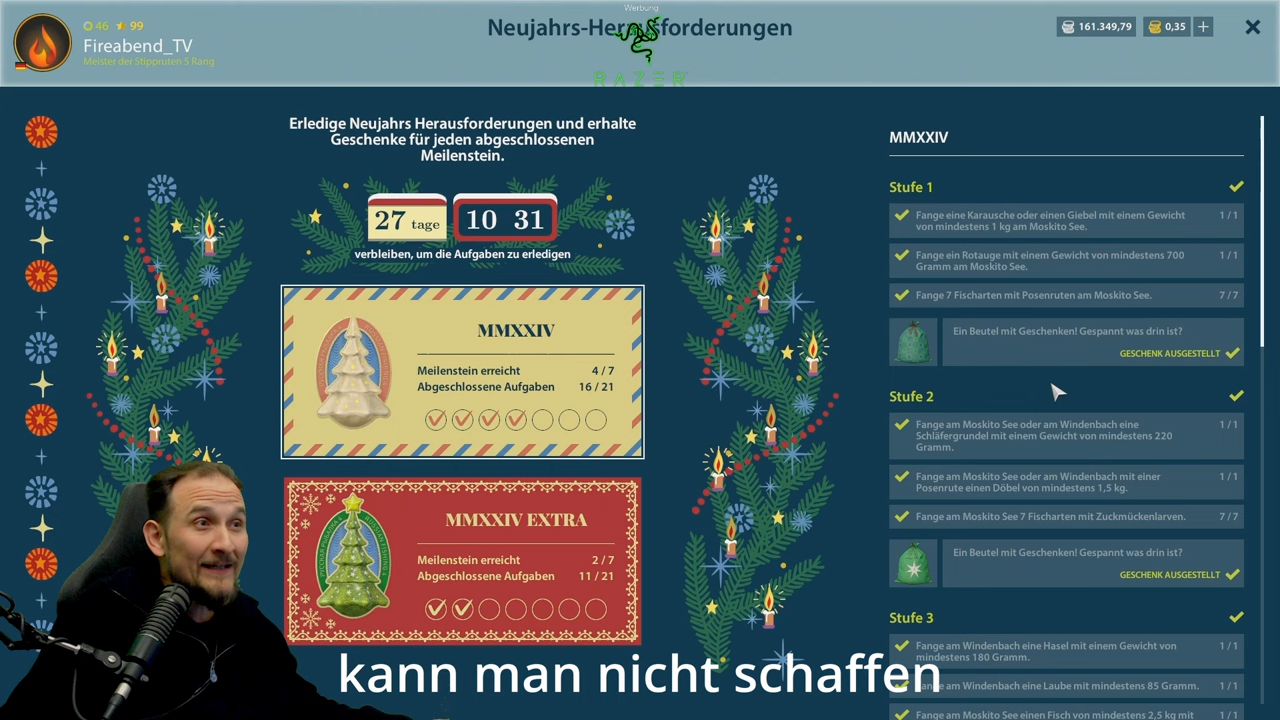 Werbung
Neujahrs-Herausforderungen
RAZER
46 99
Fireabend_TV
Meister der Stippruten S Rang
161.349,79
0,35
Erledige Neujahrs Herausforderungen und erhalte
Geschenke für jeden abgeschlossenen
Meilenstein.
27 tage 10 31
verbleiben, um die Aufgaben zu erledigen
MMXXIV
Meilenstein erreicht 4 / 7
Abgeschlossene Aufgaben 16 / 21
MMXXIV EXTRA
Meilenstein erreicht 2 / 7
Abgeschlossene Aufgaben 11 / 21
MMXXIV
Stufe 1
Fange eine Karausche oder einen Giebel mit einem Gewicht 1 / 1
von mindestens 1 kg am Moskito See.
Fange ein Rotauge mit einem Gewicht von mindestens 700 1 / 1
Gramm am Moskito See.
Fange 7 Fischarten mit Posenruten am Moskito See. 7 / 7
Ein Beutel mit Geschenken! Gespannt was drin ist?
GESCHENK AUSGESTELLT
Stufe 2
Fange am Moskito See oder am Windenbach eine 1 / 1
Schläfergrundel mit einem Gewicht von mindestens 220
Gramm.
Fange am Moskito See oder am Windenbach mit einer 1 / 1
Posenrute einen Döbel von mindestens 1,5 kg.
Fange am Moskito See 7 Fischarten mit Zuckmückenlarven. 7 / 7
Ein Beutel mit Geschenken! Gespannt was drin ist?
GESCHENK AUSGESTELLT
Stufe 3
Fange am Windenbach eine Hasel mit einem Gewicht von 1 / 1
mindestens 180 Gramm.
am Windenbach eine Laube mit mindestens 85 Gramm. 1 / 1
Fange am Moskito See einen Fisch von mindestens 2,5 kg mit 1 / 1
kann man nicht schaffen